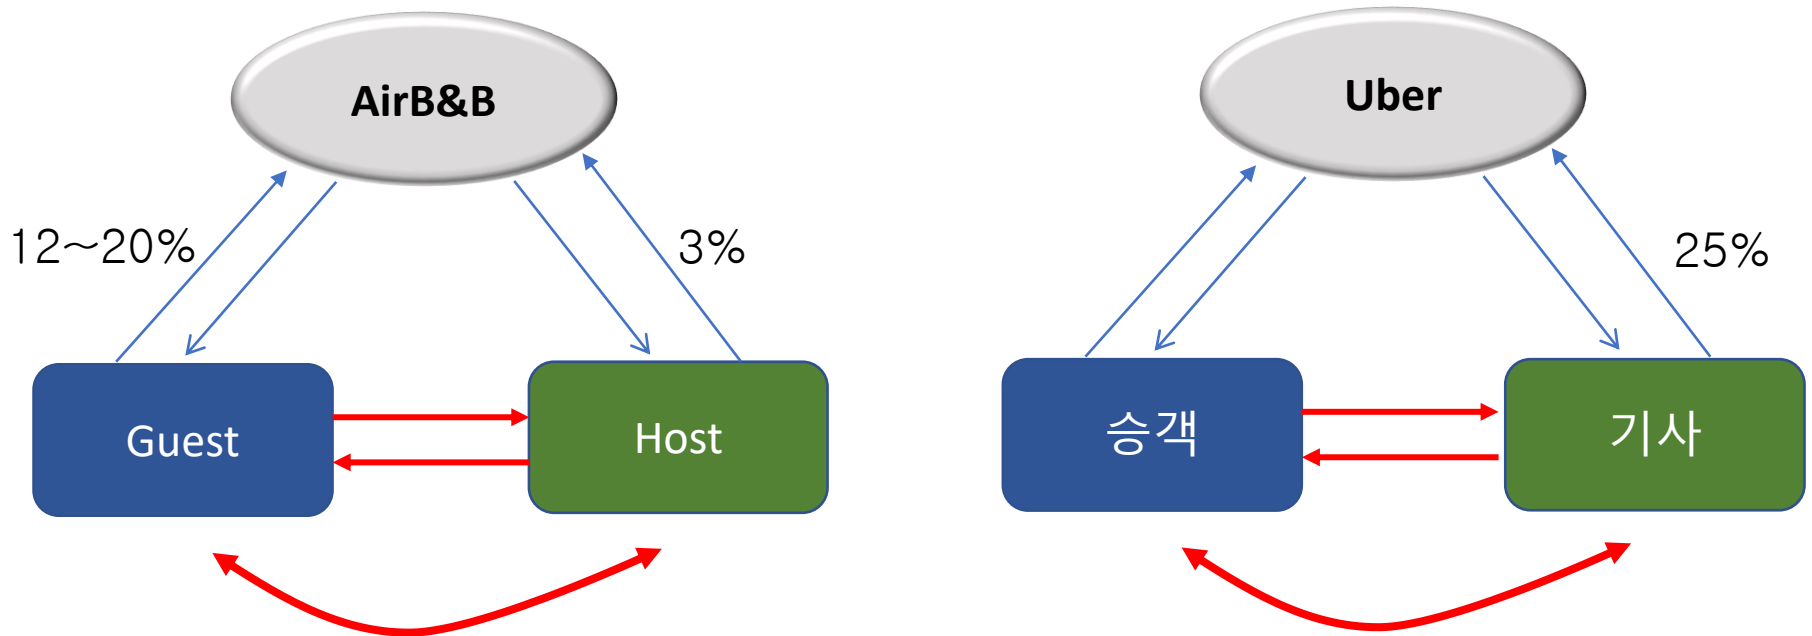 AirB&B
12~20%
3%
Guest
Host
Uber
25%
승객
기사